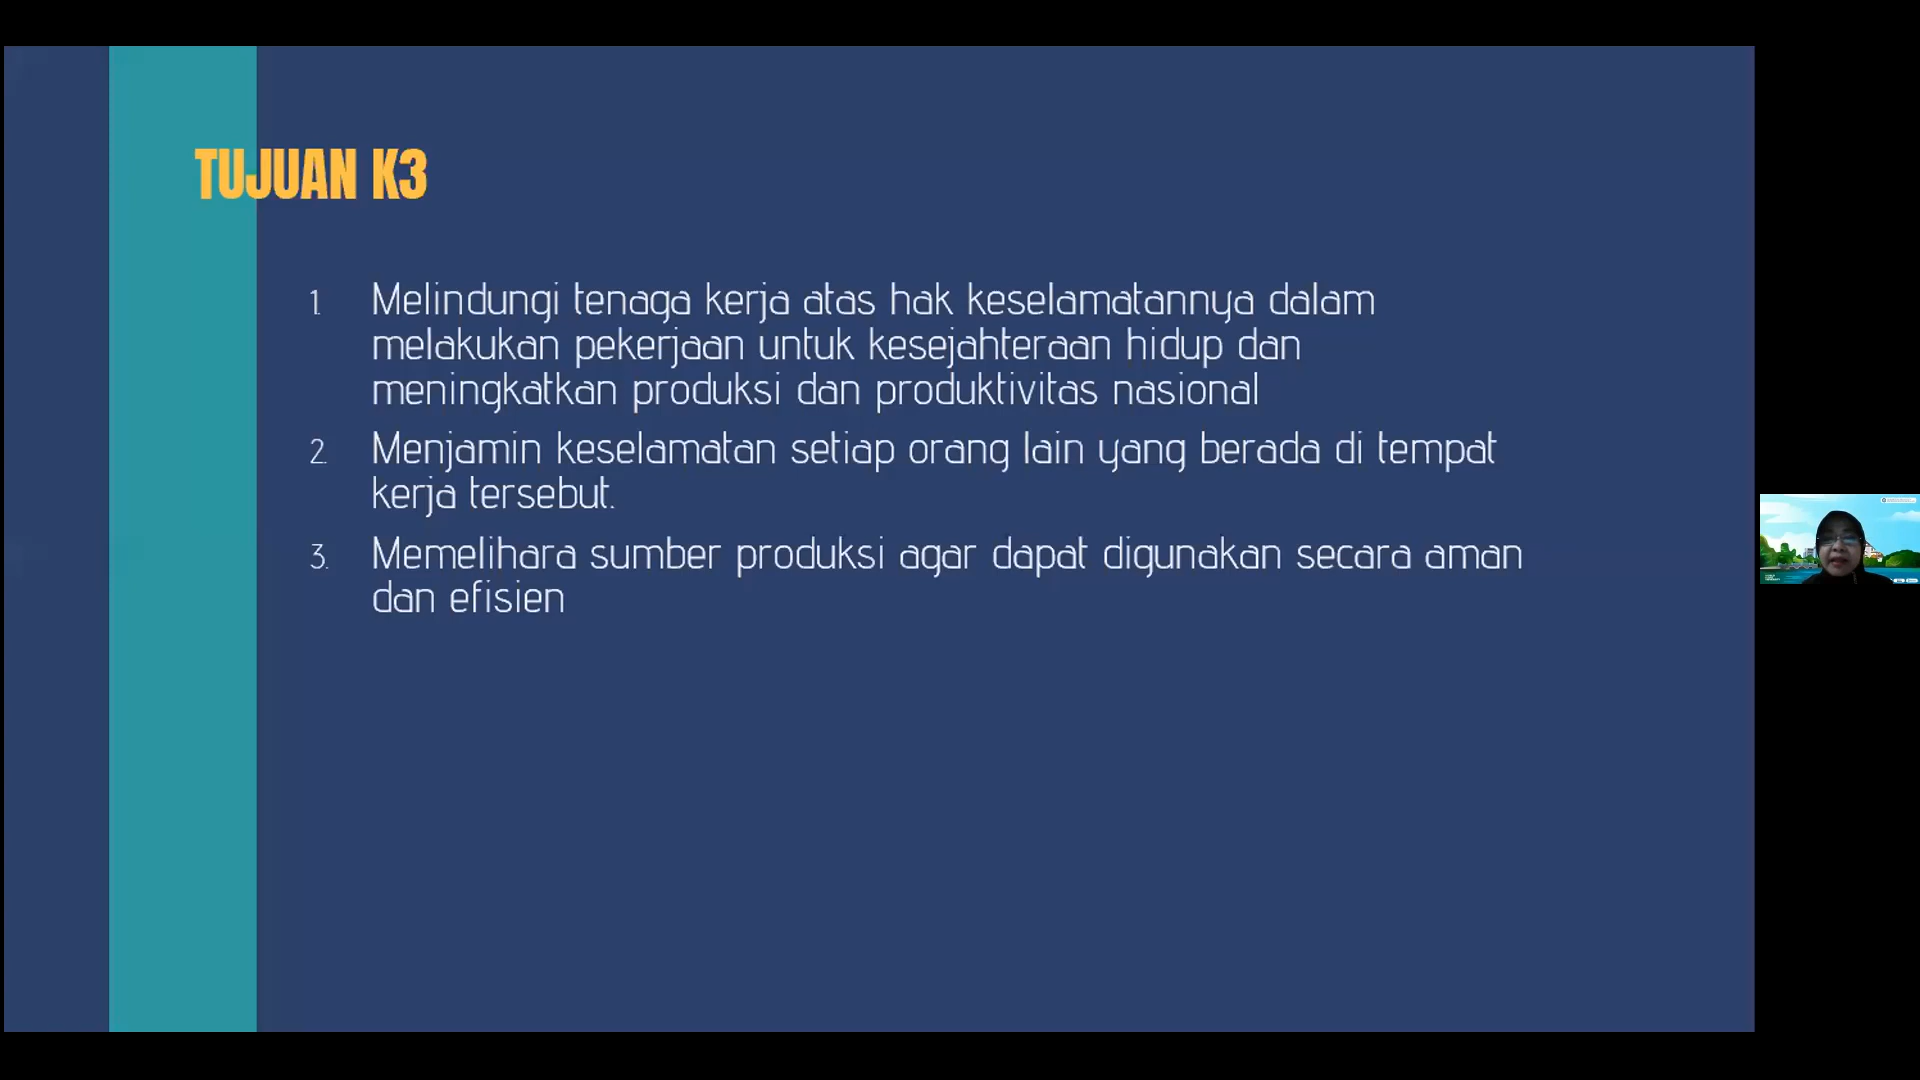 TUJUAN K3
1. Melindungi tenaga kerja atas hak keselamatannya dalam
melakukan pekerjaan untuk kesejahteraan hidup dan
meningkatkan produksi dan produktivitas nasional
2. Menjamin keselamatan setiap orang lain yang berada di tempat
kerja tersebut.
3. Memelihara sumber produksi agar dapat digunakan secara aman
dan efisien